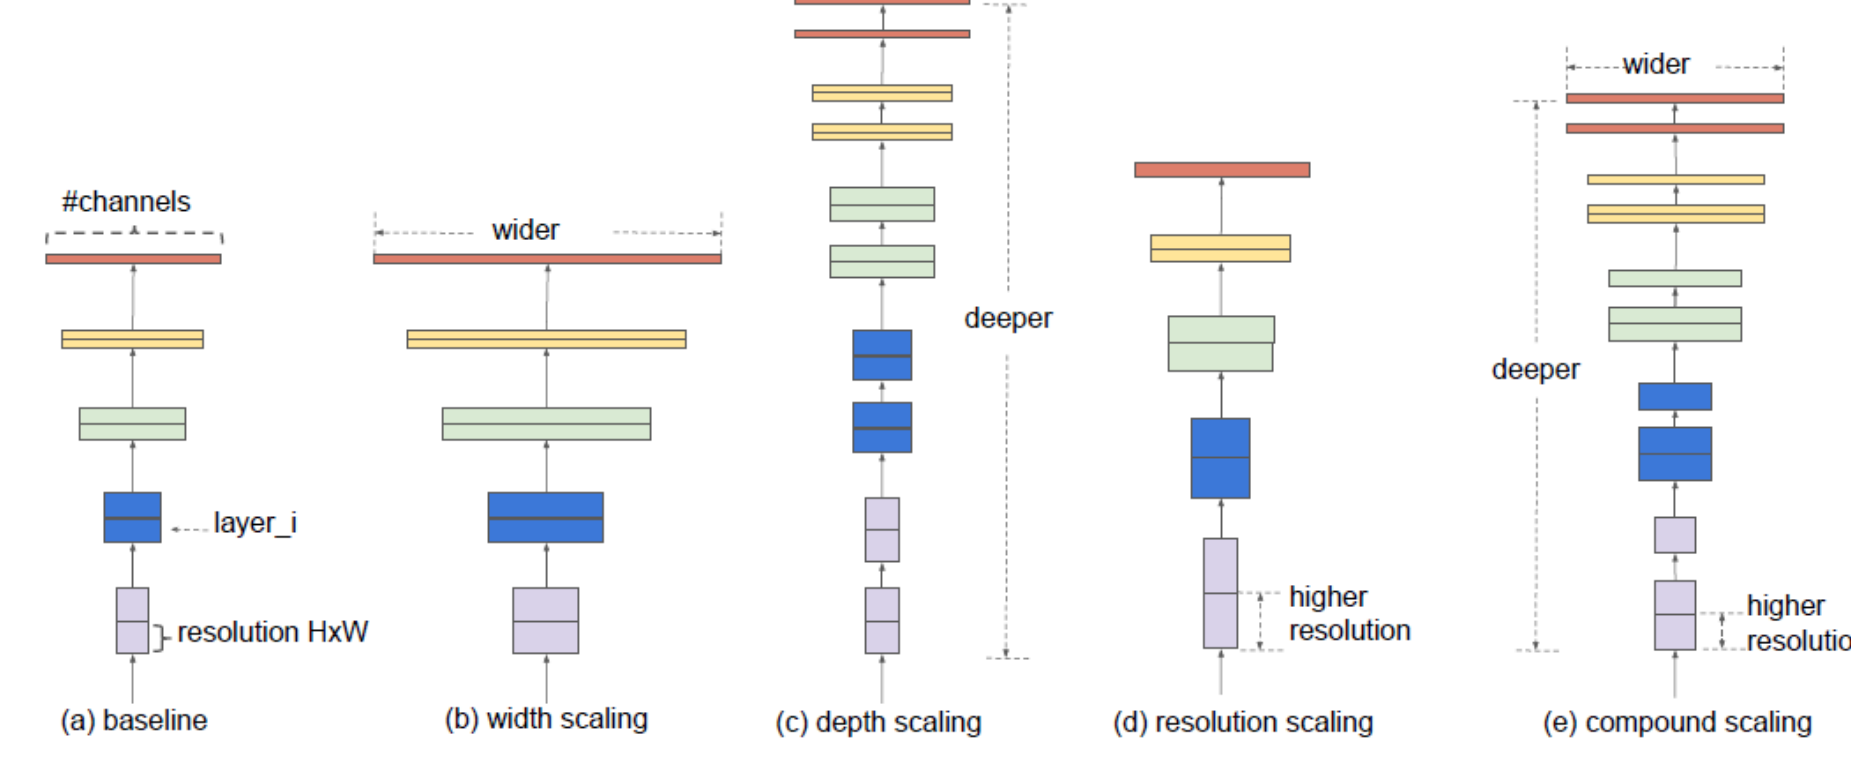 #channels
layer_i
resolution HxW
(a) baseline
wider
(b) width scaling
deeper
(c) depth scaling
higher
resolution
(d) resolution scaling
wider
deeper
higher
resolutio
(e) compound scaling